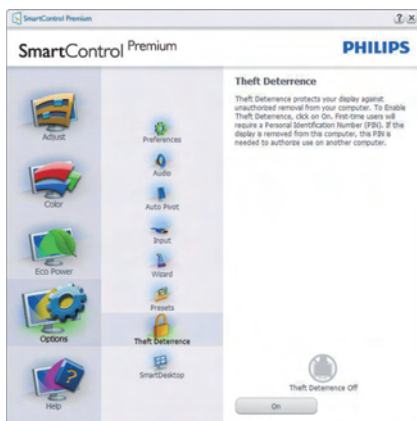 SmartControl Premium
SmartControl Premium
PHILIPS
Adjust
Color
Eco Power
Options
Help
Preferences
Audio
Auto Pivot
Input
Wizard
Presets
Theft Deterrence
SmartDesktop
Theft Deterrence
Theft Deterrence protects your display against
unauthorized removal from your computer. To Enable
Theft Deterrence, click on On. First-time users will
require a Personal Identification Number (PIN). If the
display is removed from this computer, this PIN is
needed to authorize use on another computer.
Theft Deterrence Off
On